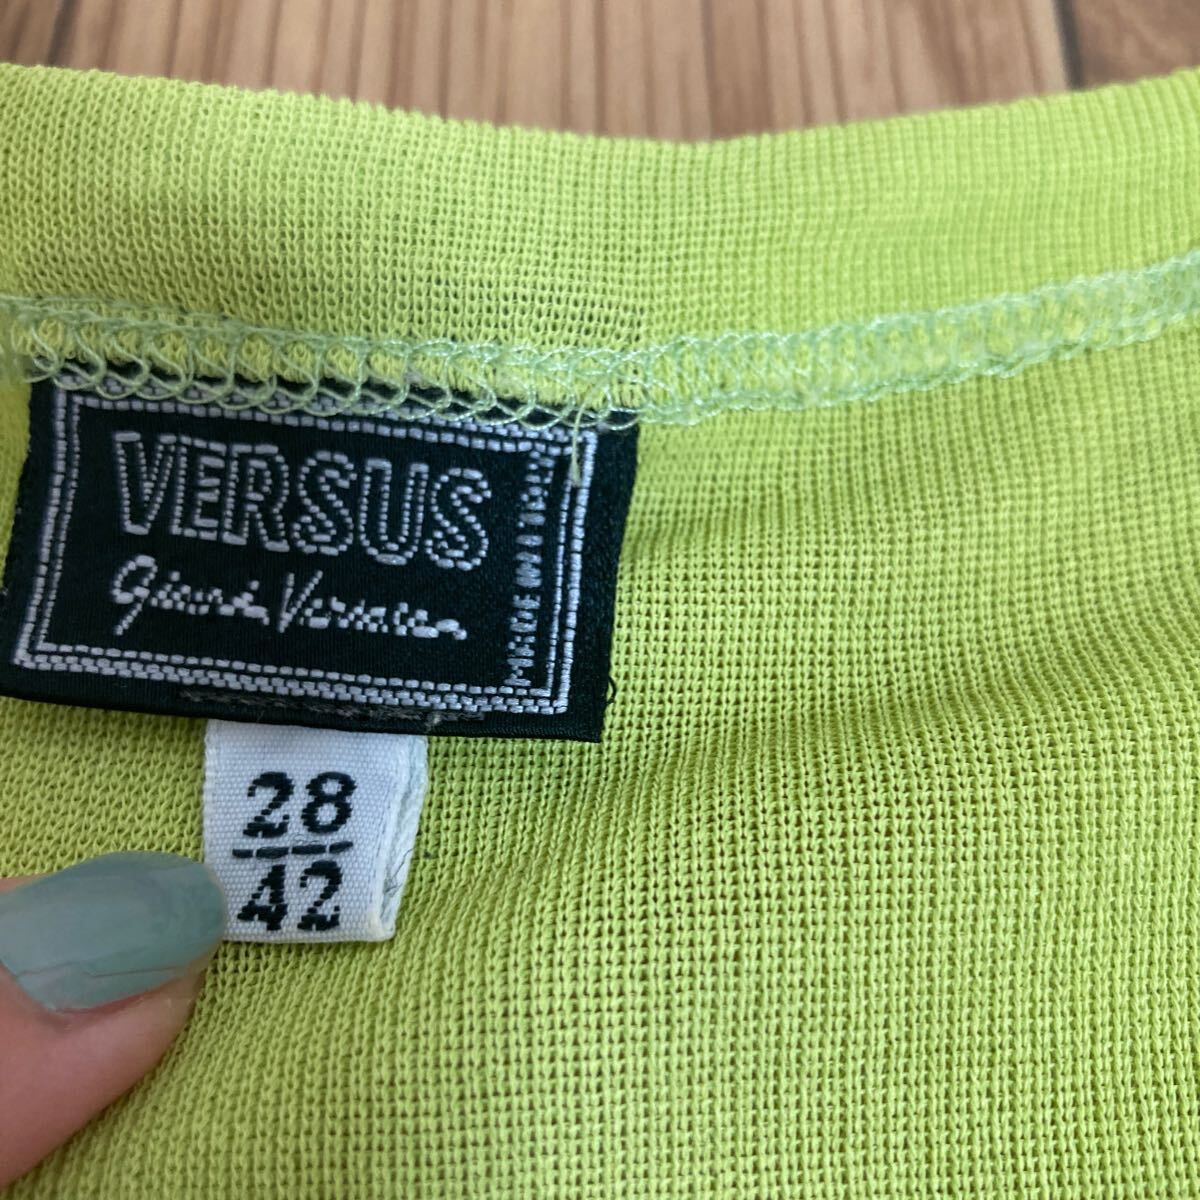 VERSUS
Gianni Versace
MADE IN ITALY
28
42